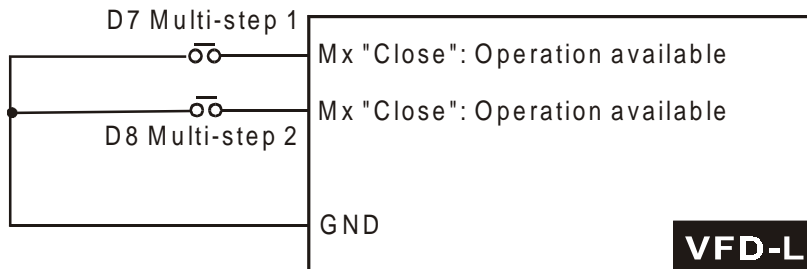 D7 Multi-step 1
Mx "Close": Operation available
Mx "Close": Operation available
D8 Multi-step 2
GND
VFD-L